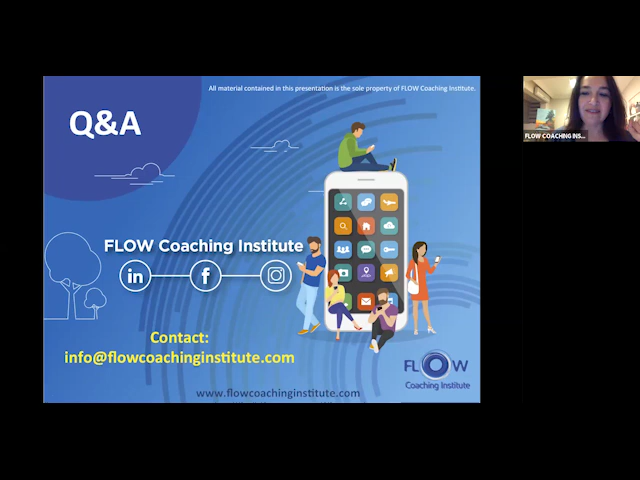 All material contained in this presentation is the sole property of FLOW Coaching Institute.
Q&A
FLOW Coaching Institute
in f
Contact:
info@flowcoachinginstitute.com
FLOW
Coaching Institute
www.flowcoachinginstitute.com
FLOW COACHING INS...